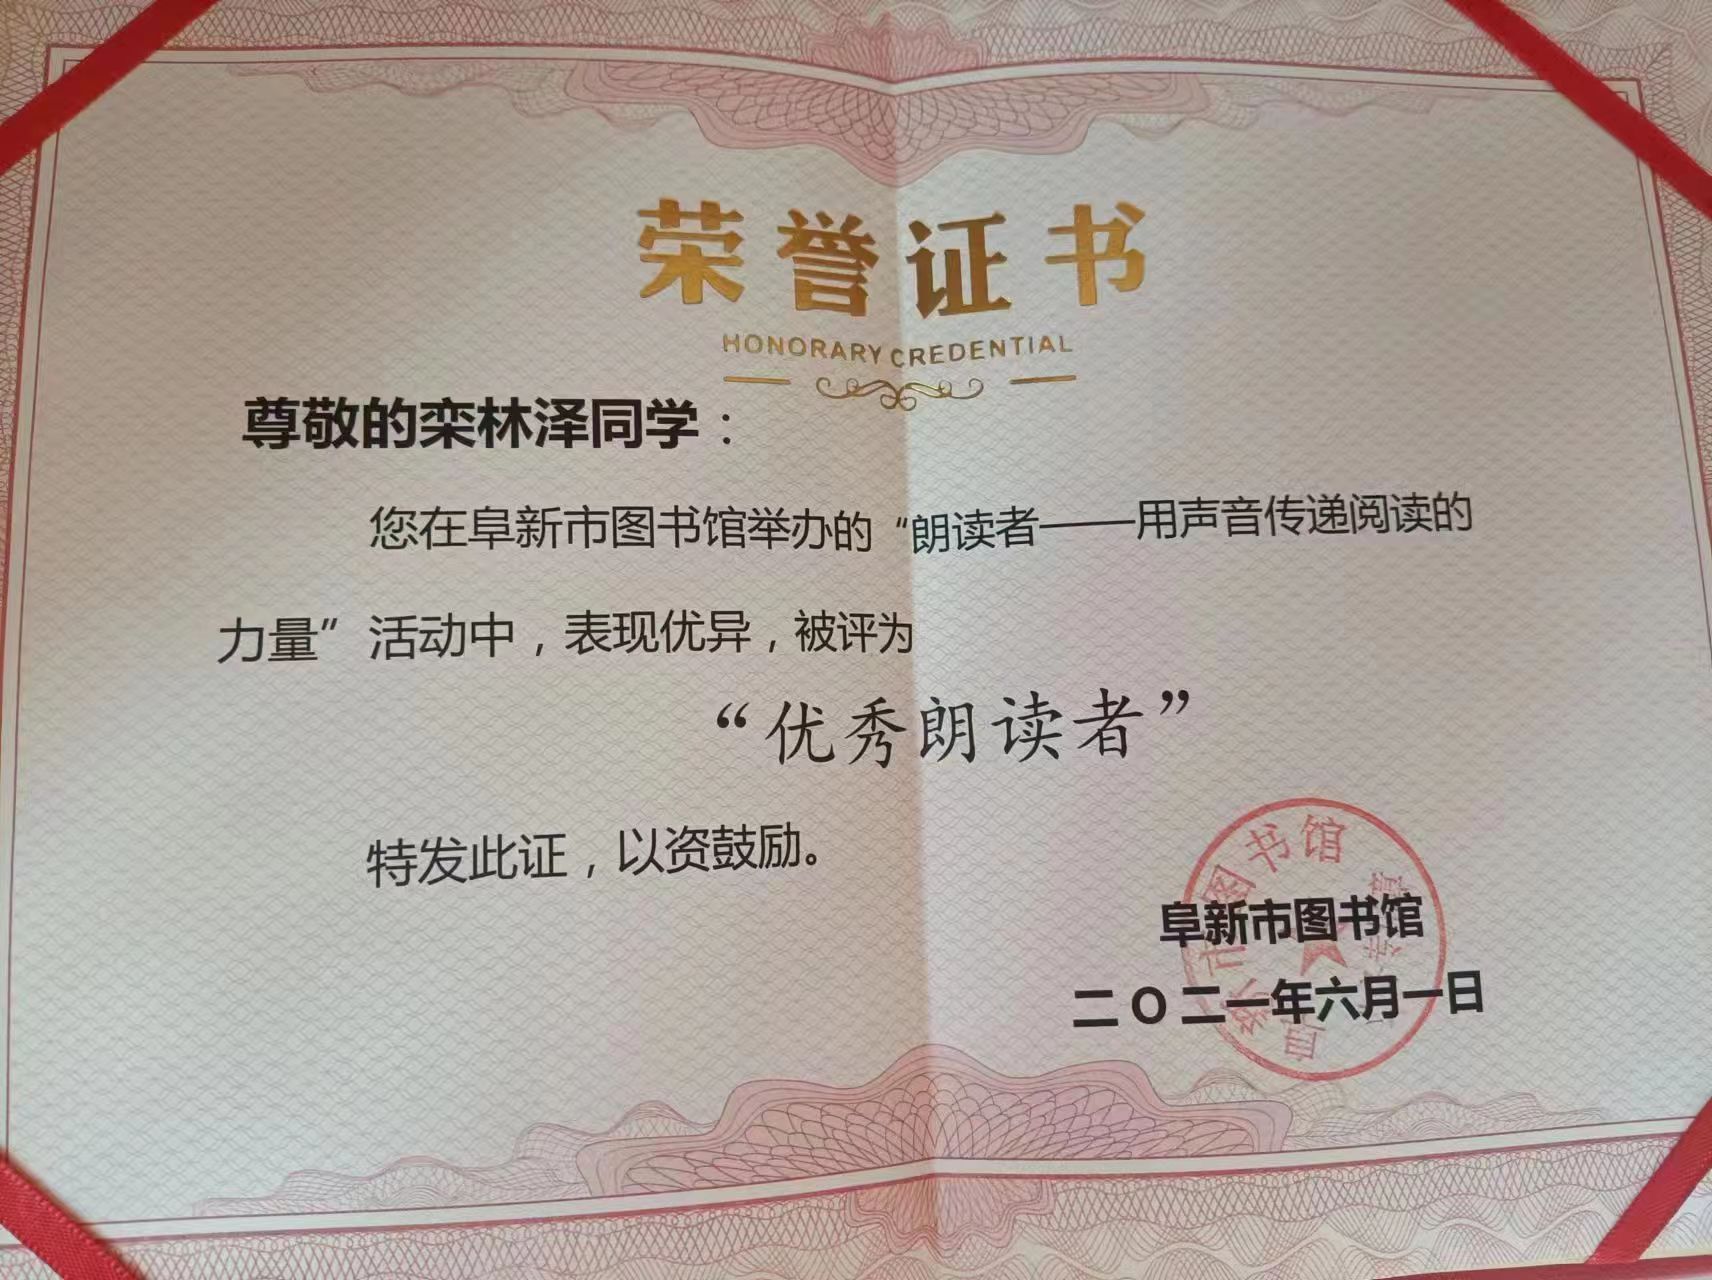 荣誉证书
HONORARY CREDENTIAL
尊敬的栾林泽同学：
您在阜新市图书馆举办的“朗读者——用声音传递阅读的
力量”活动中，表现优异，被评为
“优秀朗读者”
特发此证，以资鼓励。
阜新市图书馆
二〇二一年六月一日